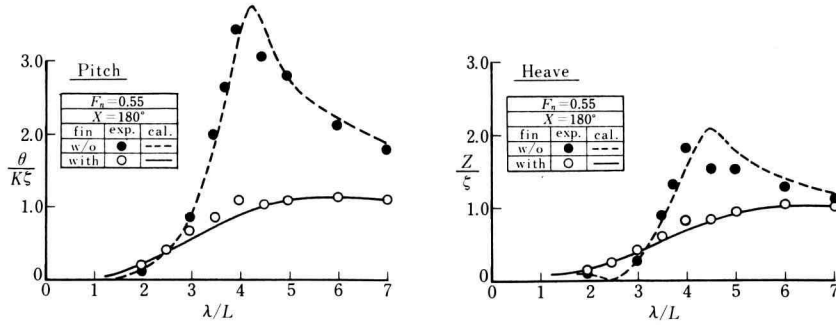 Pitch
Fₙ=0.55
X=180°
fin exp. cal.
w/o
with
3.0
2.0
1.0
0
θ/Kζ
0 1 2 3 4 5 6 7
λ/L
Heave
Fₙ=0.55
X=180°
fin exp. cal.
w/o
with
3.0
2.0
1.0
0
Z/ζ
0 1 2 3 4 5 6 7
λ/L